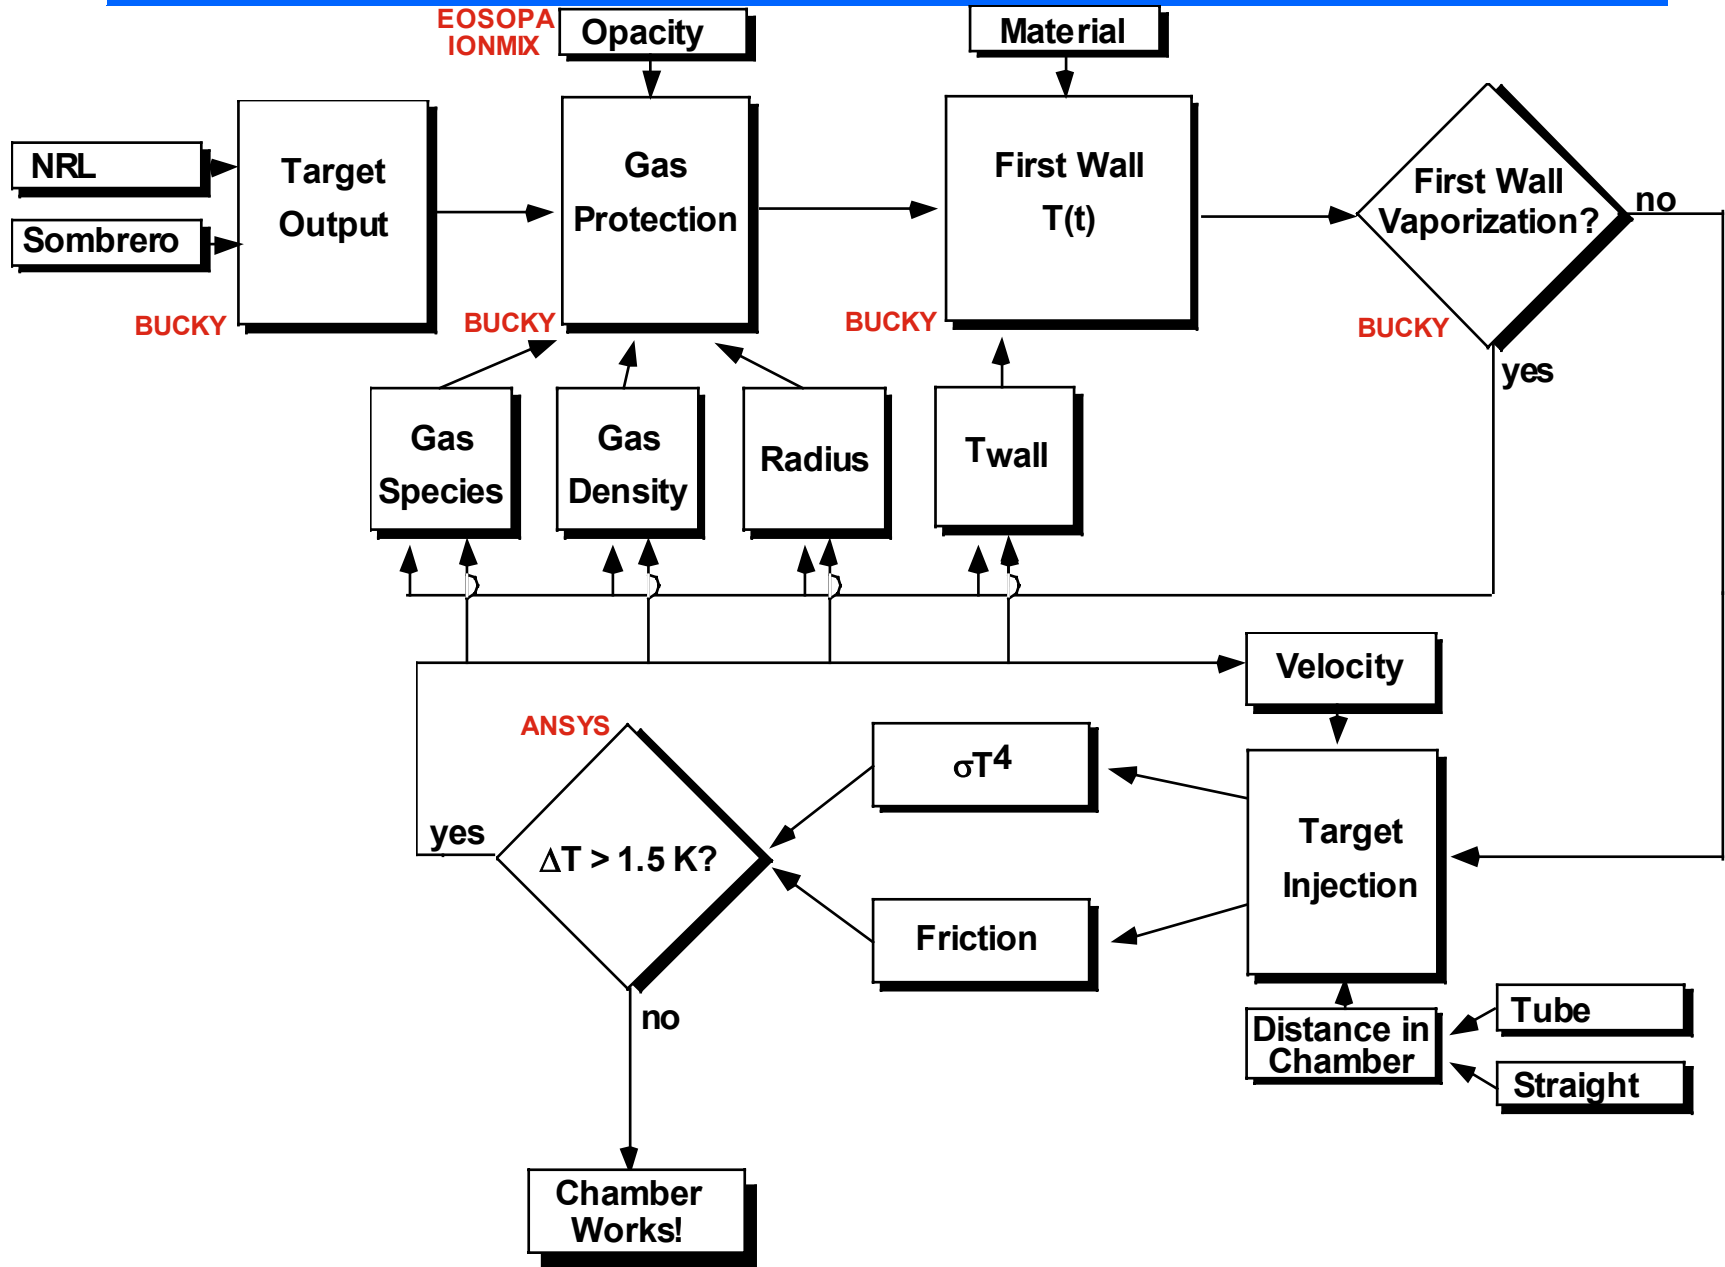 EOSOPA
IONMIX
Opacity
Material
NRL
Sombrero
Target
Output
Gas
Protection
First Wall
T(t)
First Wall
Vaporization?
no
BUCKY
BUCKY
BUCKY
BUCKY
yes
Gas
Species
Gas
Density
Radius
Twall
Velocity
ANSYS
σT4
yes
ΔT > 1.5 K?
Target
Injection
Friction
no
Distance in
Chamber
Tube
Straight
Chamber
Works!